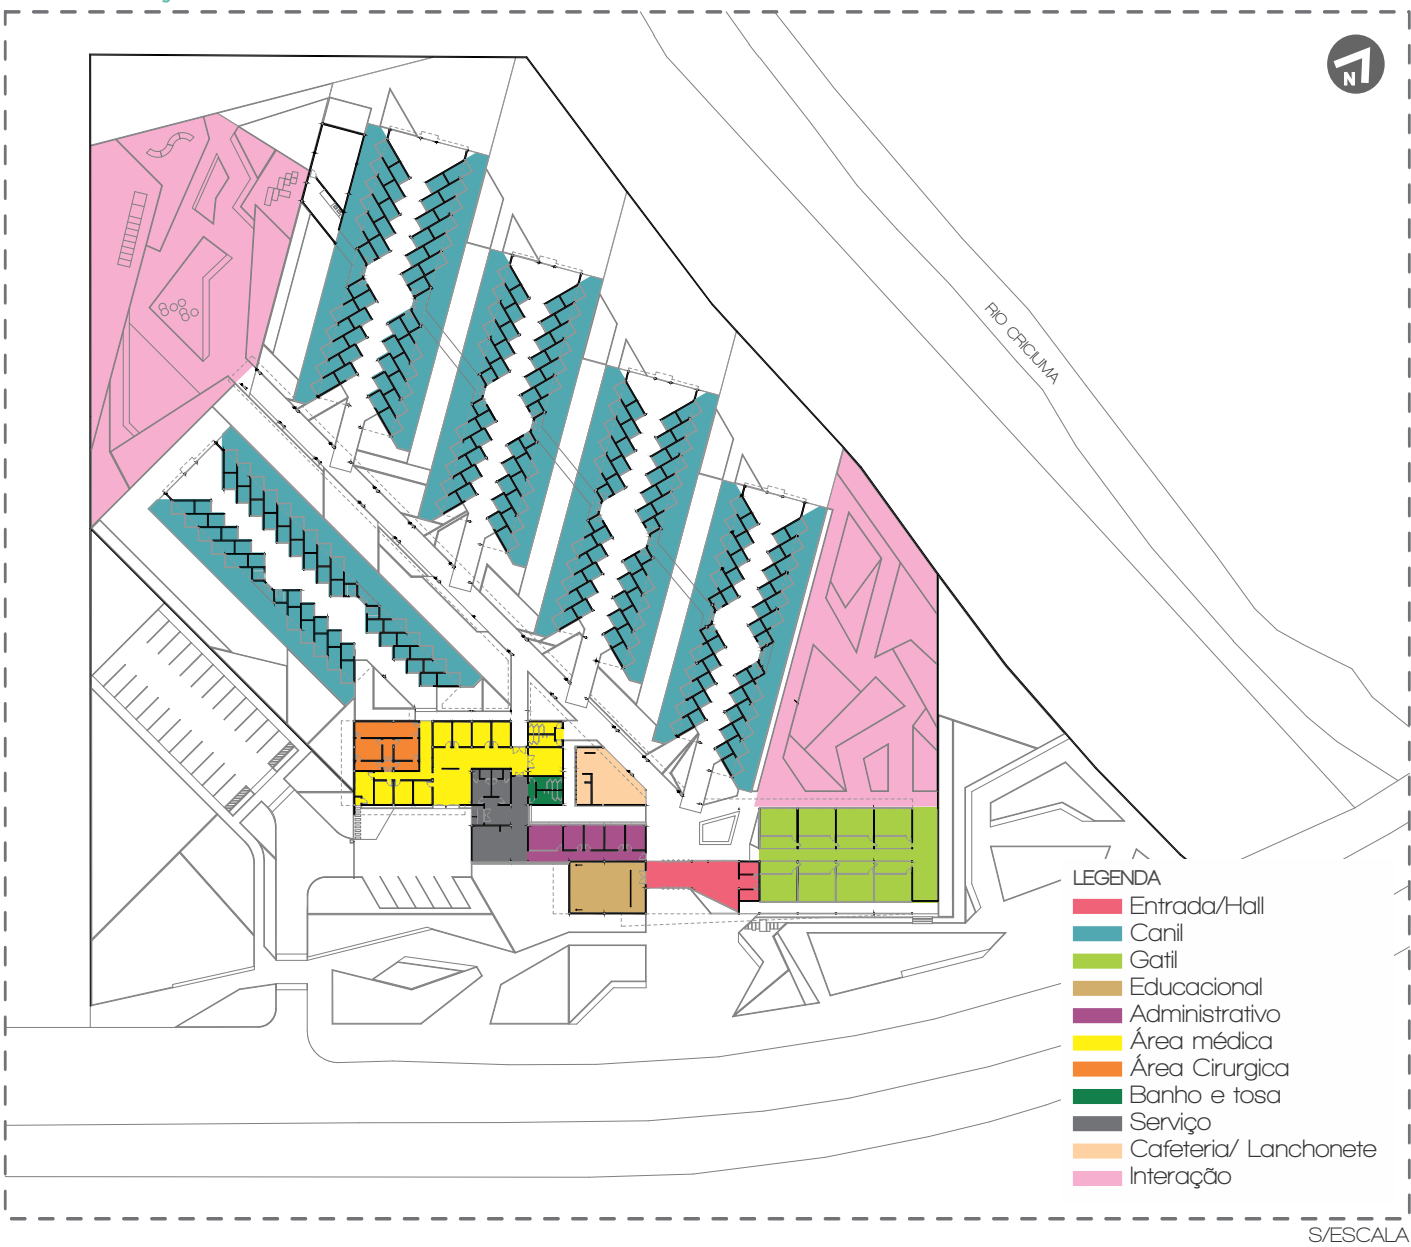 N
RIO CRICIUMA
LEGENDA
Entrada/Hall
Canil
Gatil
Educacional
Administrativo
Área médica
Área Cirurgica
Banho e tosa
Serviço
Cafeteria/ Lanchonete
Interação
S/ESCALA